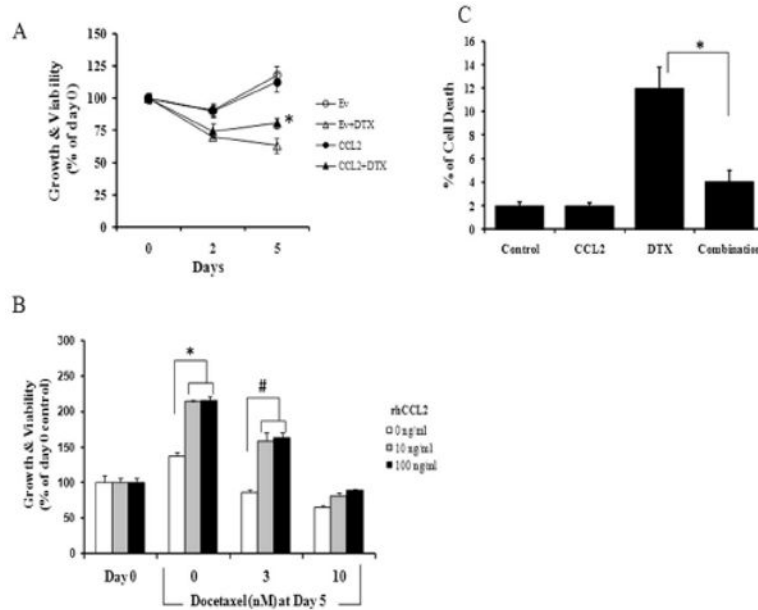 A
Growth & Viability
(% of day 0)
150
125
100
75
50
25
0
*
0 2 5
Days
Ev
Ev+DTX
CCL2
CCL2+DTX
C
% of Cell Death
16
14
12
10
8
6
4
2
0
*
Control CCL2 DTX Combination
B
Growth & Viability
(% of day 0 control)
300
250
200
150
100
50
0
*
#
Day 0 0 3 10
Docetaxel (nM) at Day 5
rhCCL2
0 ng/ml
10 ng/ml
100 ng/ml